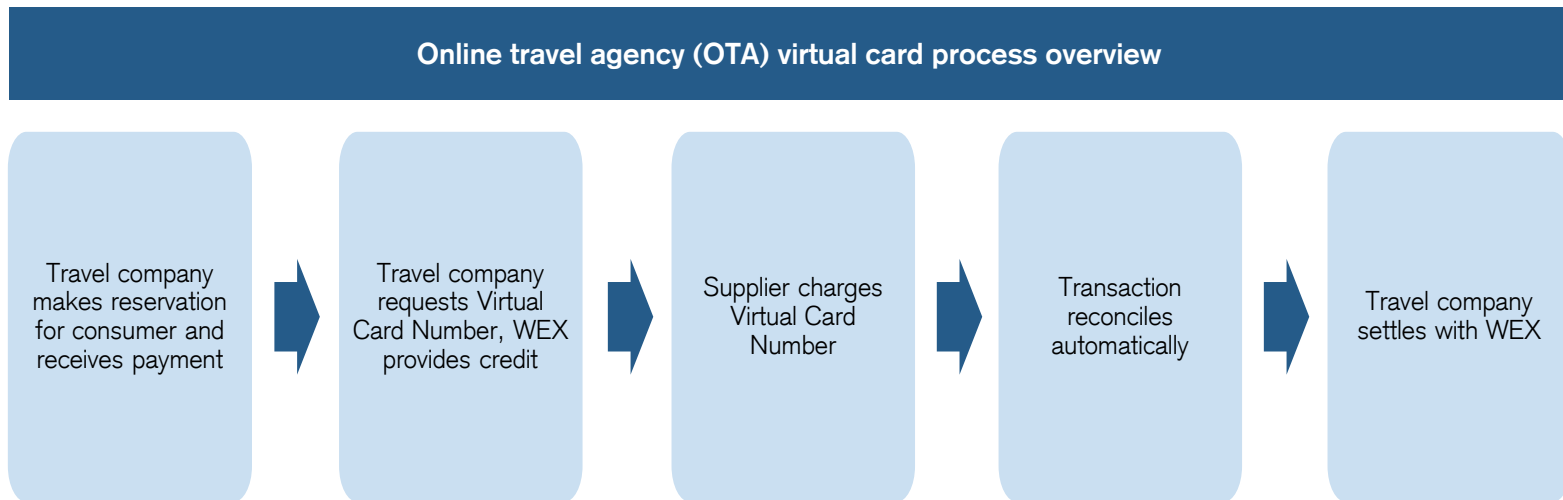 Online travel agency (OTA) virtual card process overview
Travel company
makes reservation
for consumer and
receives payment
Travel company
requests Virtual
Card Number, WEX
provides credit
Supplier charges
Virtual Card
Number
Transaction
reconciles
automatically
Travel company
settles with WEX